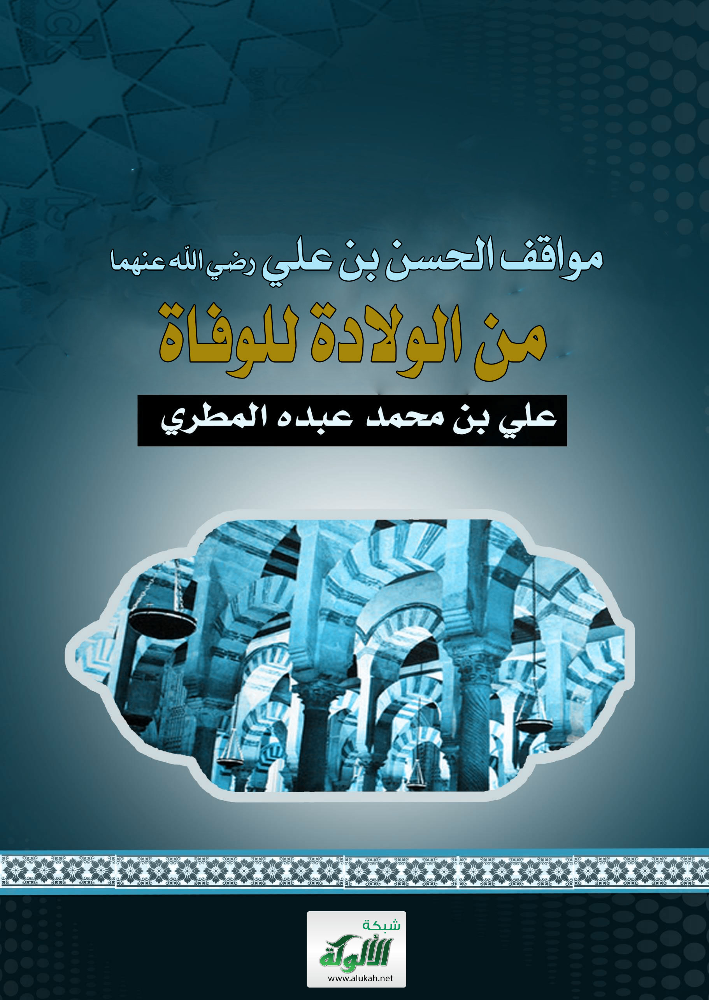 مواقف الحسن بن علي رضي الله عنهما
من الولادة للوفاة
علي بن محمد عبده المطري
شبكة
الألوكة
www.alukah.net